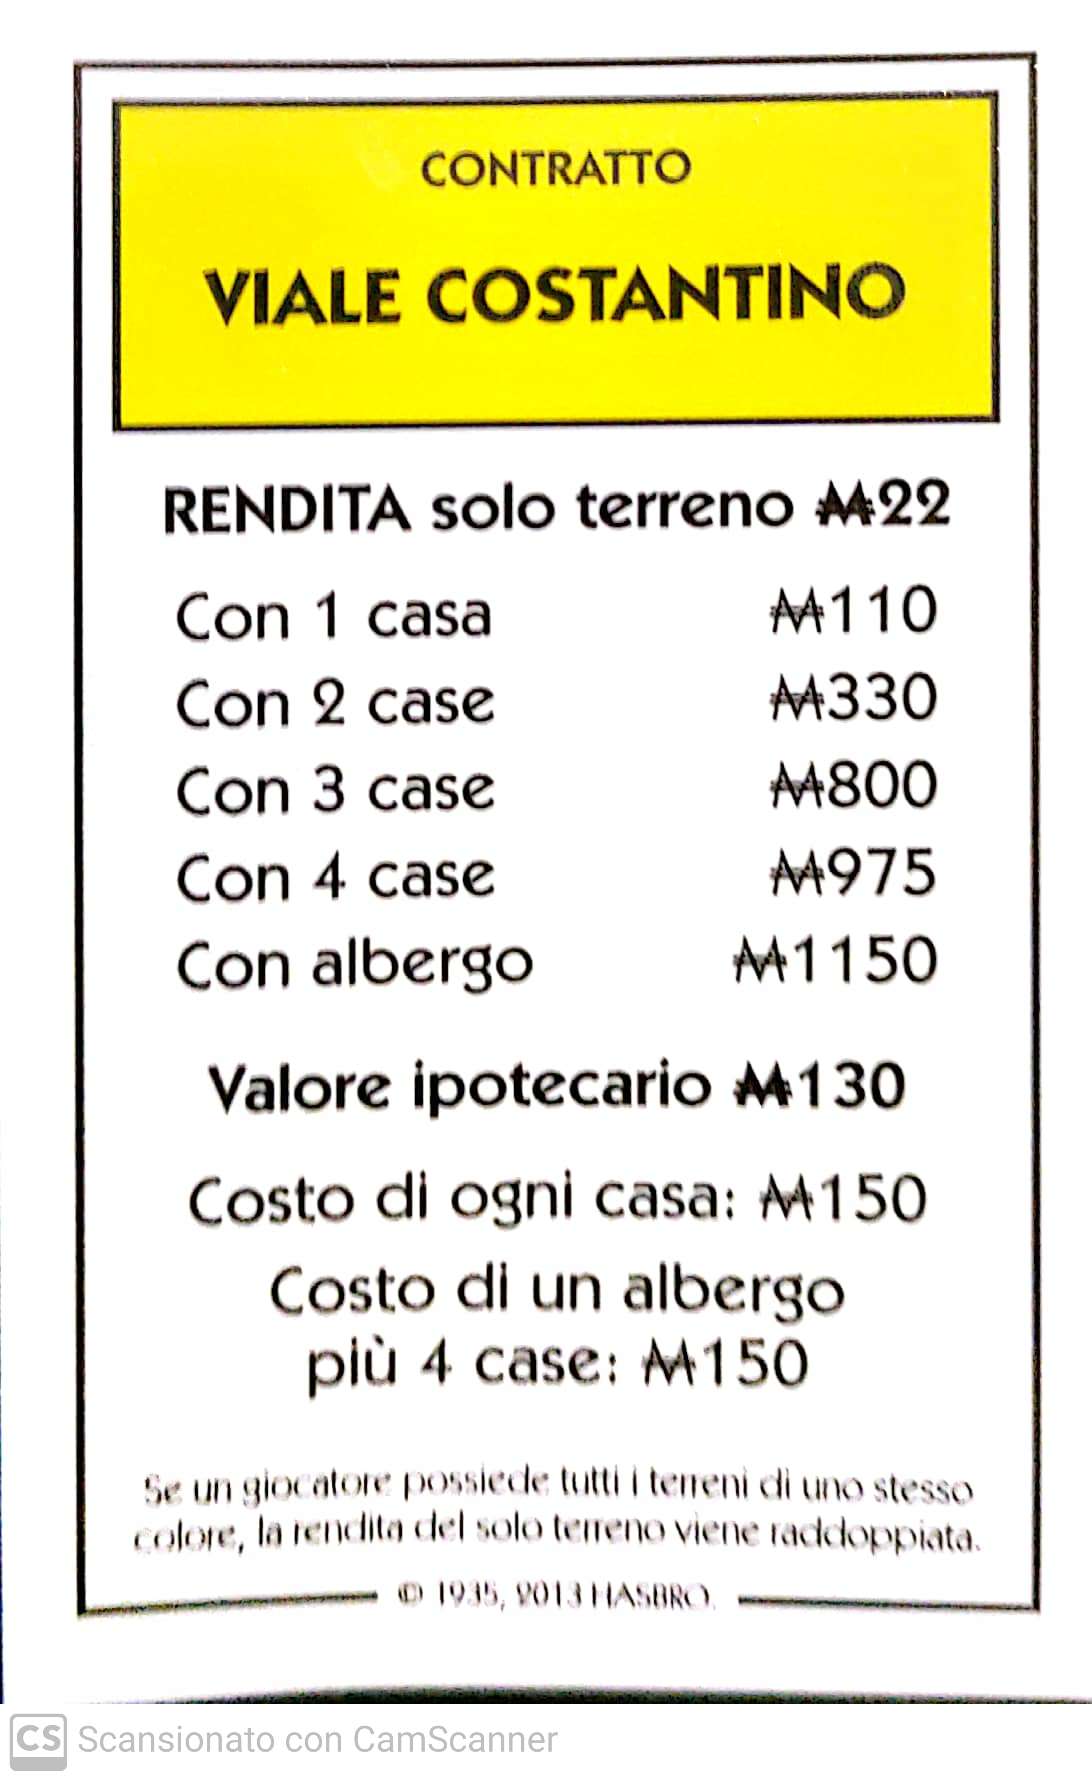 CONTRATTO
VIALE COSTANTINO
RENDITA solo terreno M22
Con 1 casa M110
Con 2 case M330
Con 3 case M800
Con 4 case M975
Con albergo M1150
Valore ipotecario M130
Costo di ogni casa: M150
Costo di un albergo
più 4 case: M150
Se un giocatore possiede tutti i terreni di uno stesso
colore, la rendita del solo terreno viene raddoppiata.
© 1935, 2013 HASBRO.
CS Scansionato con CamScanner